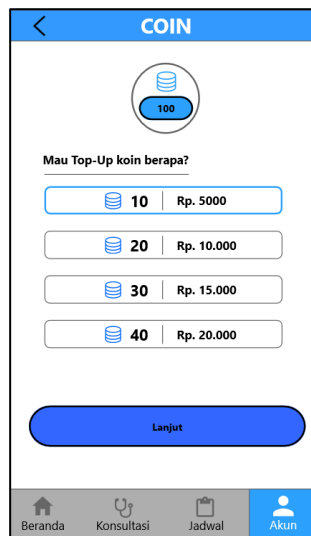 COIN
100
Mau Top-Up koin berapa?
10 | Rp. 5000
20 | Rp. 10.000
30 | Rp. 15.000
40 | Rp. 20.000
Lanjut
Beranda Konsultasi Jadwal Akun